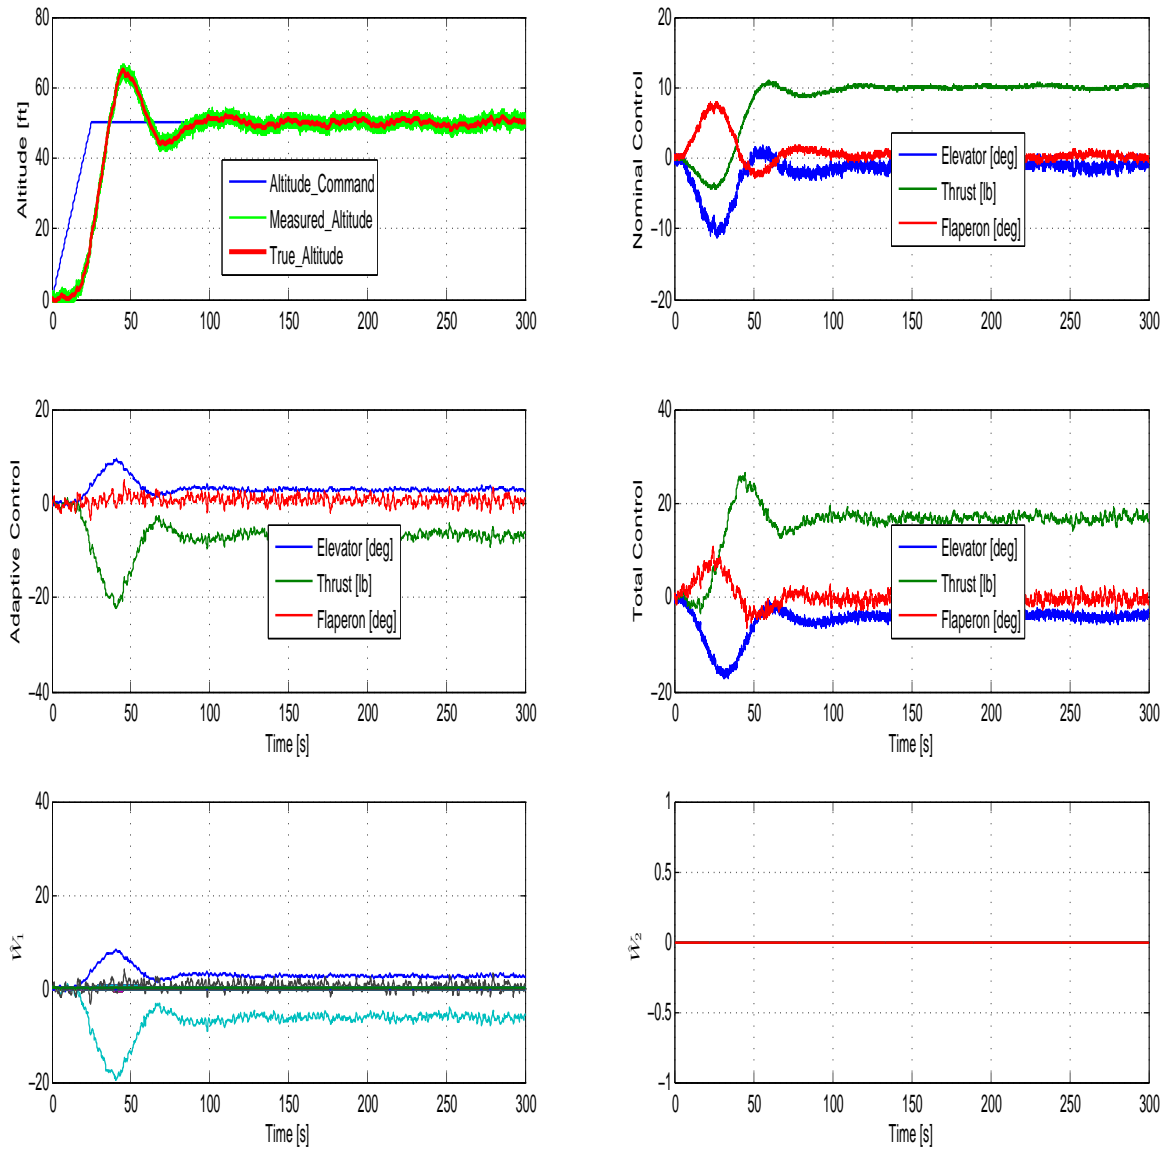 80
60
40
20
0
Altitude [ft]
0 50 100 150 200 250 300
Altitude_Command
Measured_Altitude
True_Altitude
20
10
0
−10
−20
Nominal Control
0 50 100 150 200 250 300
Elevator [deg]
Thrust [lb]
Flaperon [deg]
20
0
−20
−40
Adaptive Control
0 50 100 150 200 250 300
Time [s]
Elevator [deg]
Thrust [lb]
Flaperon [deg]
40
20
0
−20
Total Control
0 50 100 150 200 250 300
Time [s]
Elevator [deg]
Thrust [lb]
Flaperon [deg]
40
20
0
−20
Ŵ₁
0 50 100 150 200 250 300
Time [s]
1
0.5
0
−0.5
−1
Ŵ₂
0 50 100 150 200 250 300
Time [s]